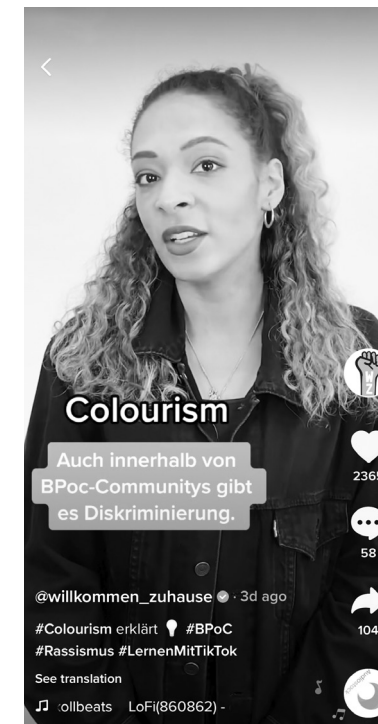 Colourism
Auch innerhalb von
BPoc-Communitys gibt
es Diskriminierung.
@willkommen_zuhause · 3d ago
#Colourism erklärt #BPoC
#Rassismus #LernenMitTikTok
See translation
ollbeats LoFi(860862) -
2365
58
104